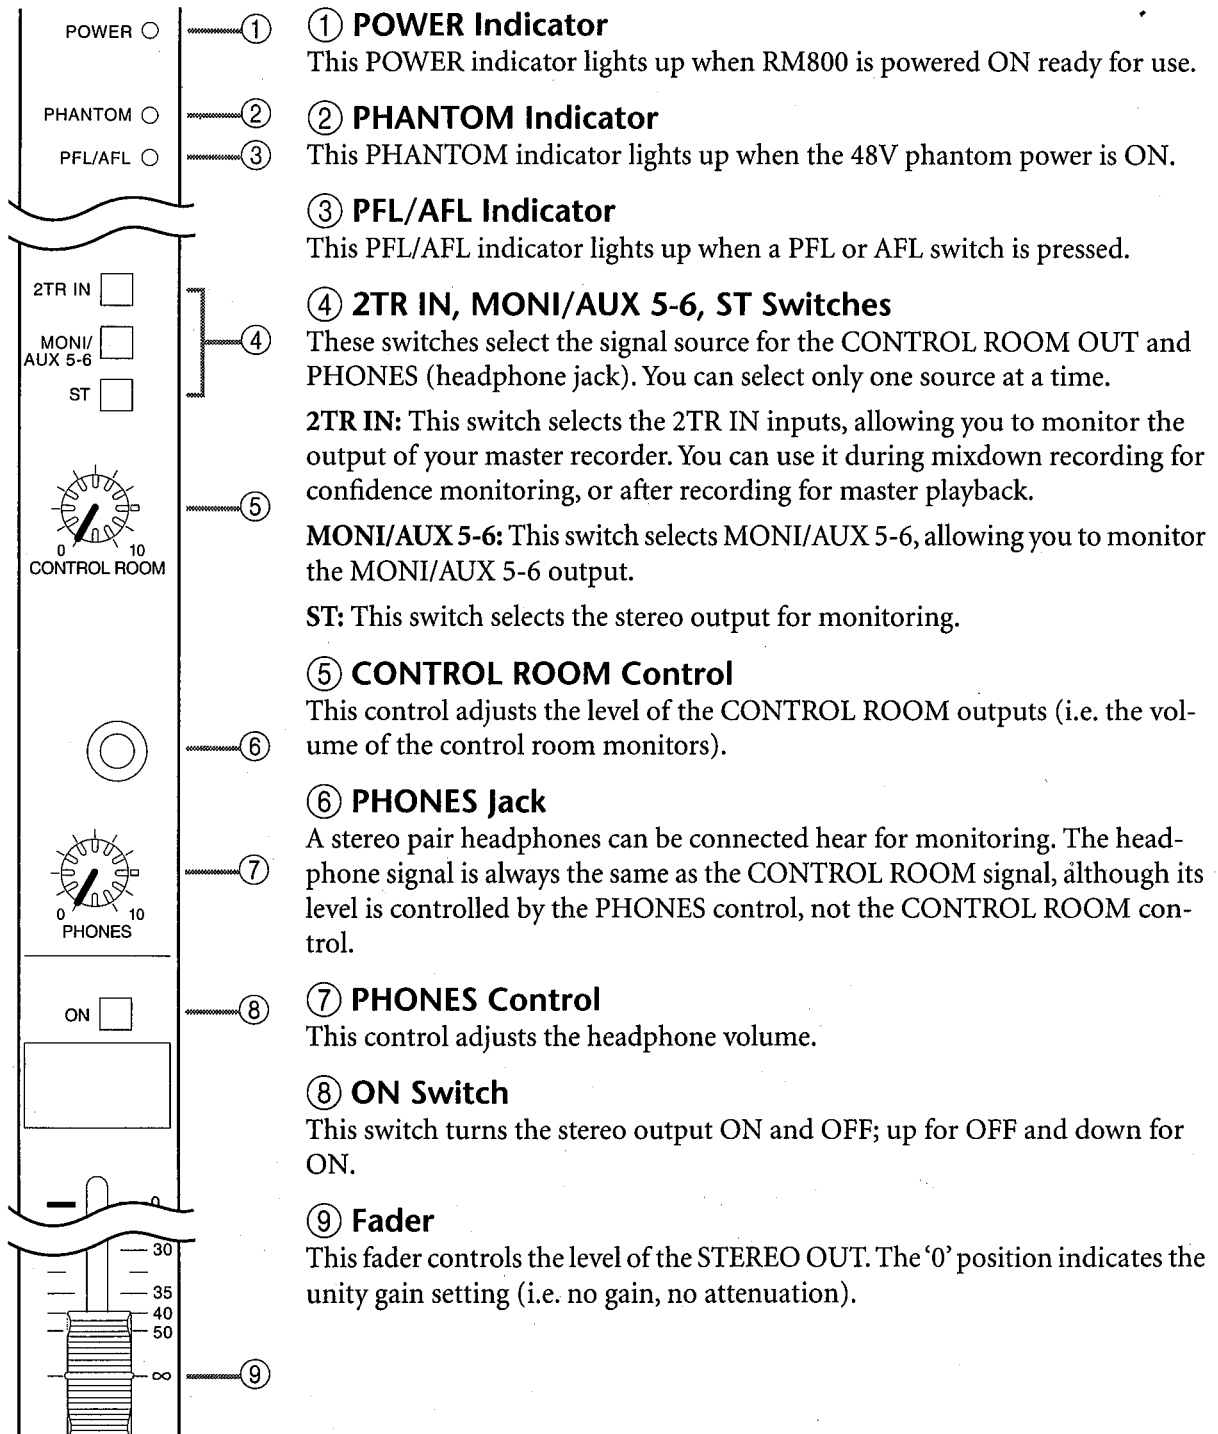 POWER
①
PHANTOM
②
PFL/AFL
③
2TR IN
MONI/
AUX 5-6
④
ST
⑤
0 10
CONTROL ROOM
⑥
⑦
0 10
PHONES
ON
⑧
30
35
40
50
∞
⑨
① POWER Indicator
This POWER indicator lights up when RM800 is powered ON ready for use.
② PHANTOM Indicator
This PHANTOM indicator lights up when the 48V phantom power is ON.
③ PFL/AFL Indicator
This PFL/AFL indicator lights up when a PFL or AFL switch is pressed.
④ 2TR IN, MONI/AUX 5-6, ST Switches
These switches select the signal source for the CONTROL ROOM OUT and
PHONES (headphone jack). You can select only one source at a time.
2TR IN: This switch selects the 2TR IN inputs, allowing you to monitor the
output of your master recorder. You can use it during mixdown recording for
confidence monitoring, or after recording for master playback.
MONI/AUX 5-6: This switch selects MONI/AUX 5-6, allowing you to monitor
the MONI/AUX 5-6 output.
ST: This switch selects the stereo output for monitoring.
⑤ CONTROL ROOM Control
This control adjusts the level of the CONTROL ROOM outputs (i.e. the vol-
ume of the control room monitors).
⑥ PHONES Jack
A stereo pair headphones can be connected hear for monitoring. The head-
phone signal is always the same as the CONTROL ROOM signal, although its
level is controlled by the PHONES control, not the CONTROL ROOM con-
trol.
⑦ PHONES Control
This control adjusts the headphone volume.
⑧ ON Switch
This switch turns the stereo output ON and OFF; up for OFF and down for
ON.
⑨ Fader
This fader controls the level of the STEREO OUT. The ‘0’ position indicates the
unity gain setting (i.e. no gain, no attenuation).